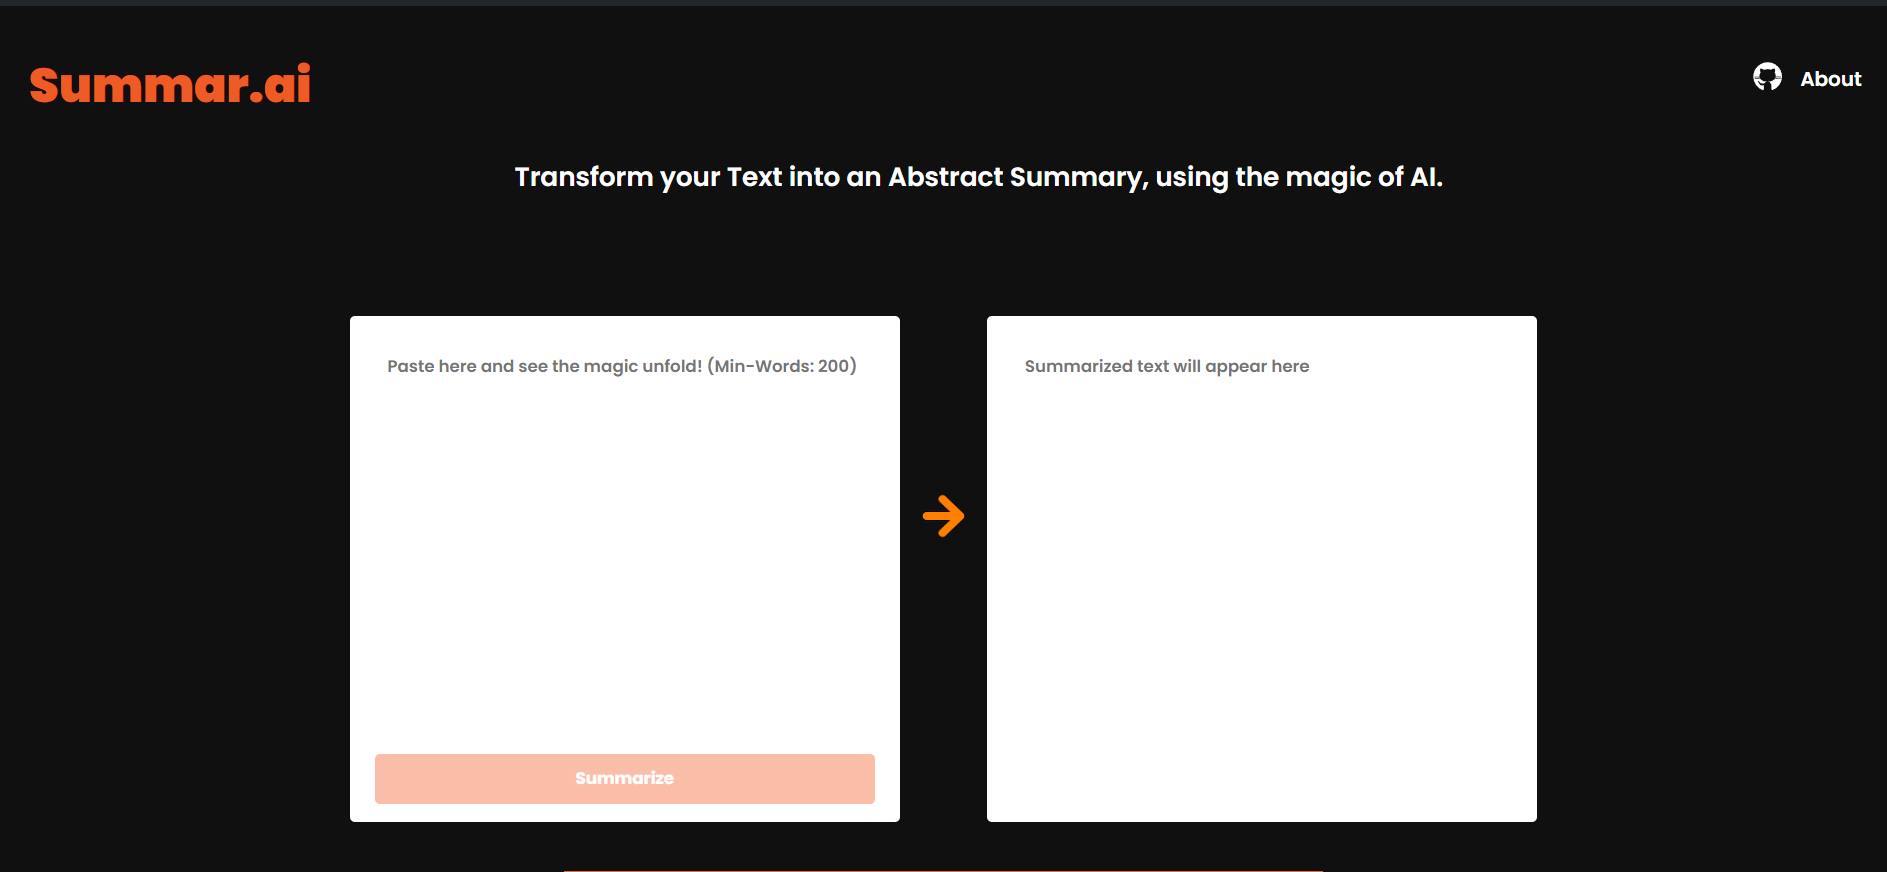 Summar.ai
About
Transform your Text into an Abstract Summary, using the magic of AI.
Paste here and see the magic unfold! (Min-Words: 200)
Summarized text will appear here
Summarize